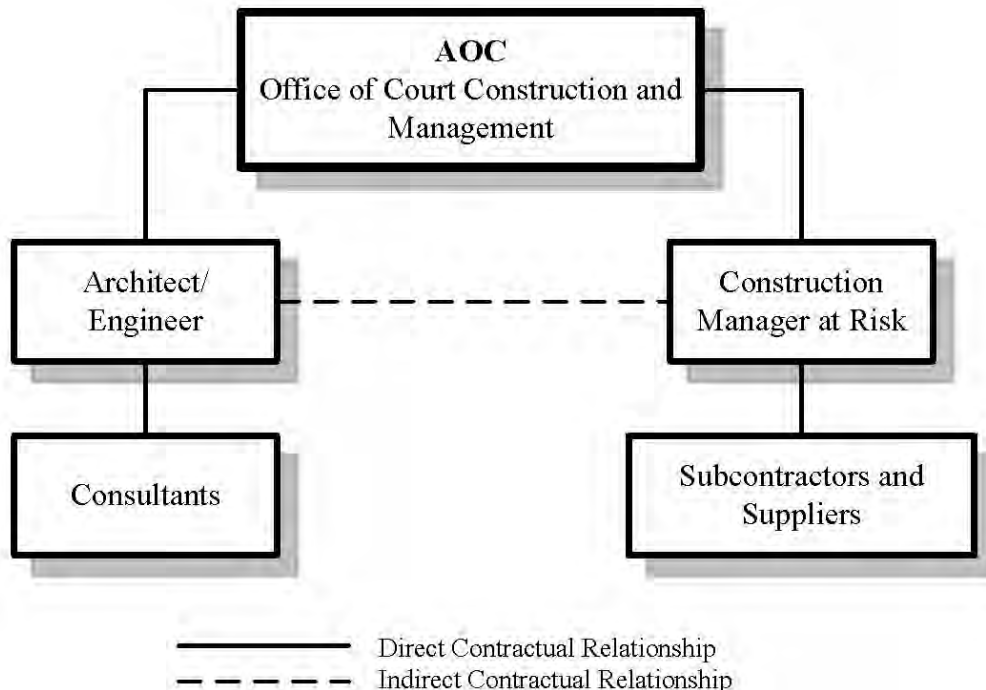 AOC
Office of Court Construction and
Management
Architect/
Engineer
Construction
Manager at Risk
Consultants
Subcontractors and
Suppliers
Direct Contractual Relationship
Indirect Contractual Relationship